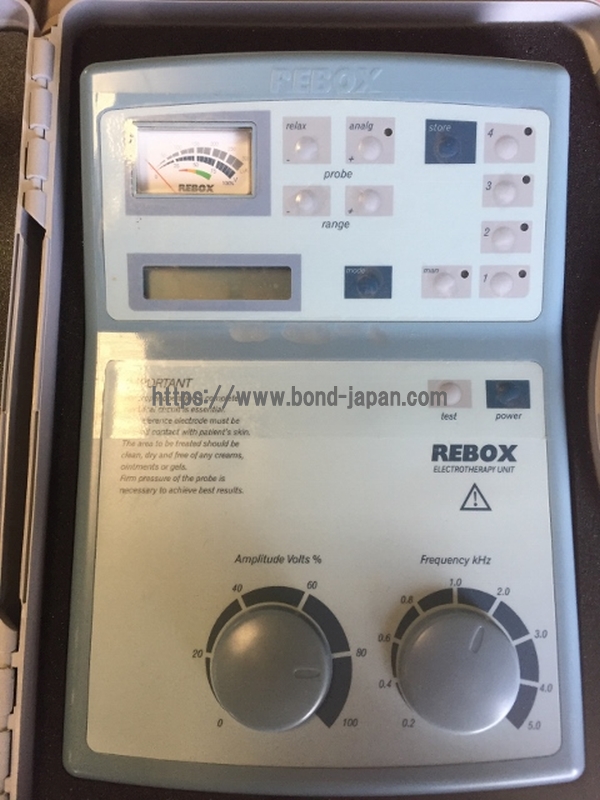 REBOX
relax
analg
store
4
-
+
probe
3
REBOX
-
+
range
2
mode
man
1
IMPORTANT
https://www.bond-japan.com
is essential.
electrode must be
contact with patient's skin.
The area to be treated should be
clean, dry and free of any creams,
ointments or gels.
Firm pressure of the probe is
necessary to achieve best results.
test
power
REBOX
ELECTROTHERAPY UNIT
Amplitude Volts %
0
20
40
60
80
100
Frequency kHz
0.2
0.4
0.6
0.8
1.0
2.0
3.0
4.0
5.0